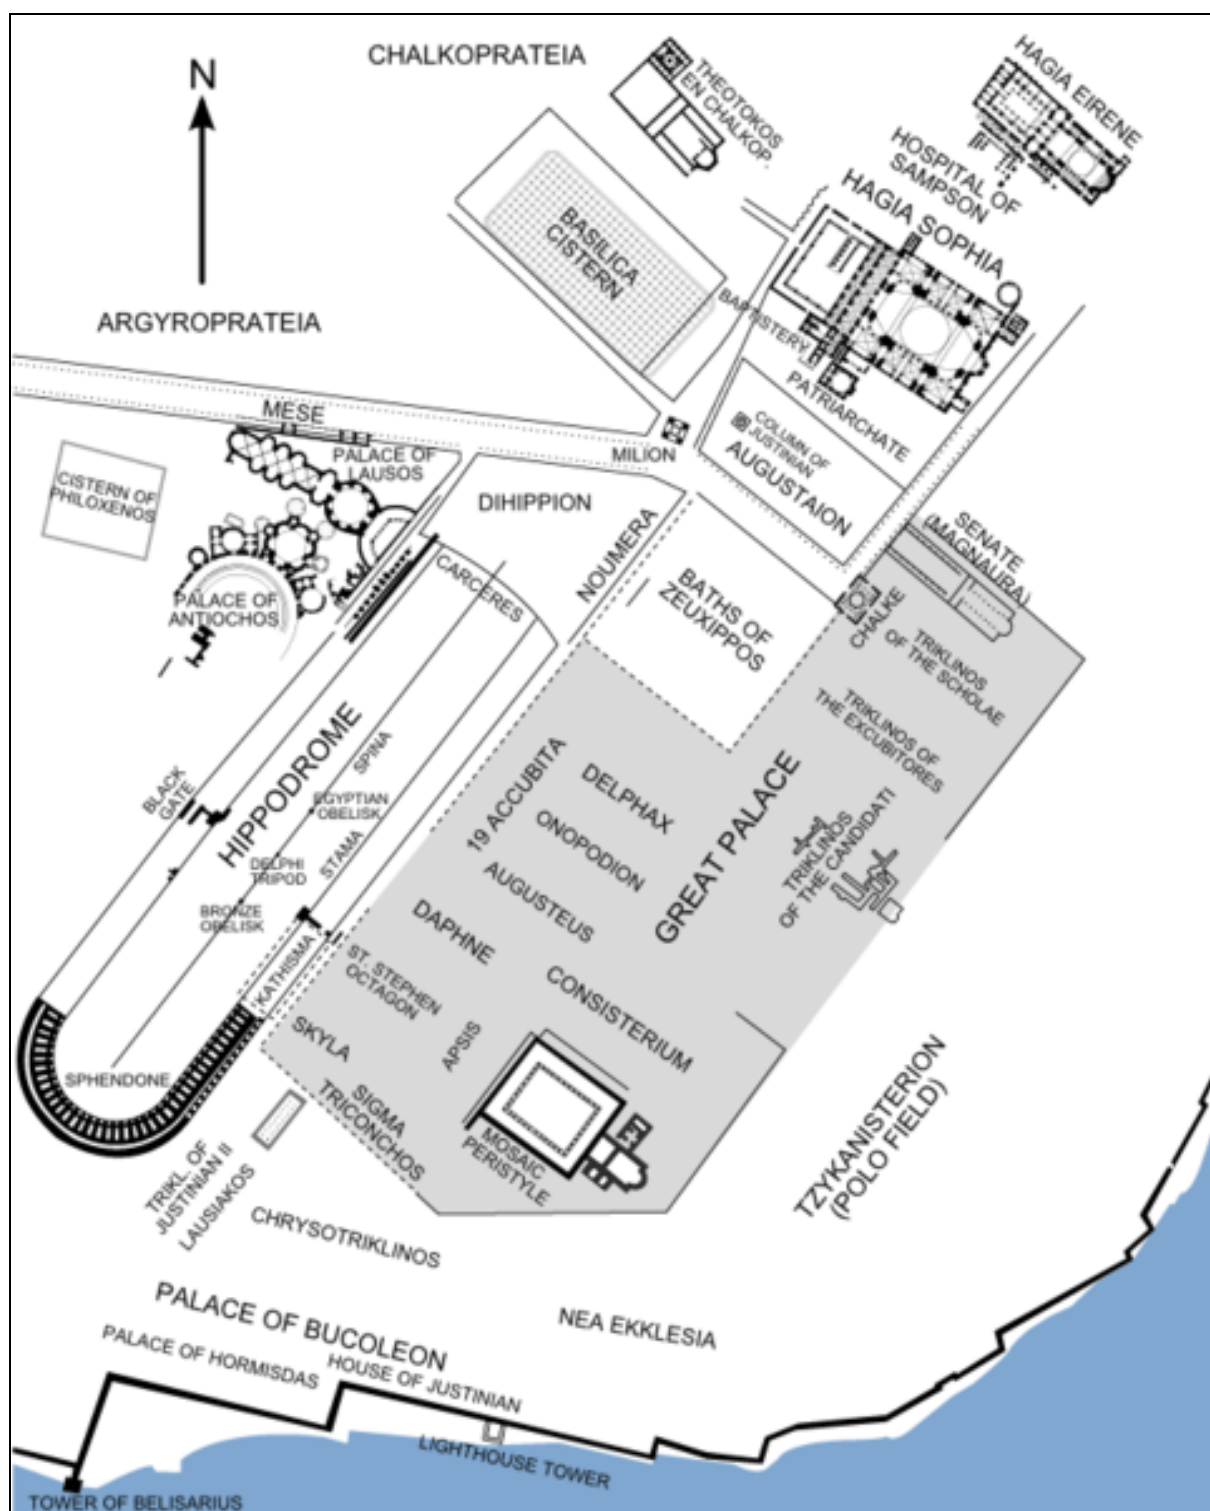 CHALKOPRATEIA
N
THEOTOKOS
EN CHALKOP.
HAGIA EIRENE
HOSPITAL OF
SAMPSON
HAGIA SOPHIA
BASILICA
CISTERN
BAPTISTERY
ARGYROPRATEIA
PATRIARCHATE
MESE
COLUMN OF
JUSTINIAN
AUGUSTAION
MILION
PALACE OF
LAUSOS
CISTERN OF
PHILOXENOS
DIHIPPION
NOUMERA
SENATE
(MAGNAURA)
CARCERES
BATHS OF
ZEUXIPPOS
CHALKE
PALACE OF
ANTIOCHOS
TRIKLINOS
OF THE SCHOLAE
TRIKLINOS OF
THE EXCUBITORES
HIPPODROME
SPINA
BLACK
GATE
EGYPTIAN
OBELISK
STAMA
19 ACCUBITA
DELPHAX
GREAT PALACE
ONOPODION
TRIKLINOS
OF THE CANDIDATI
DELPHI
TRIPOD
AUGUSTEUS
BRONZE
OBELISK
DAPHNE
KATHISMA
ST. STEPHEN
OCTAGON
CONSISTERIUM
APSIS
SKYLA
SPHENDONE
SIGMA
TRICONCHOS
MOSAIC
PERISTYLE
TZYKANISTERION
(POLO FIELD)
TRIKL. OF
JUSTINIAN II
LAUSIAKOS
CHRYSOTRIKLINOS
PALACE OF BUCOLEON
NEA EKKLESIA
PALACE OF HORMISDAS
HOUSE OF JUSTINIAN
LIGHTHOUSE TOWER
TOWER OF BELISARIUS